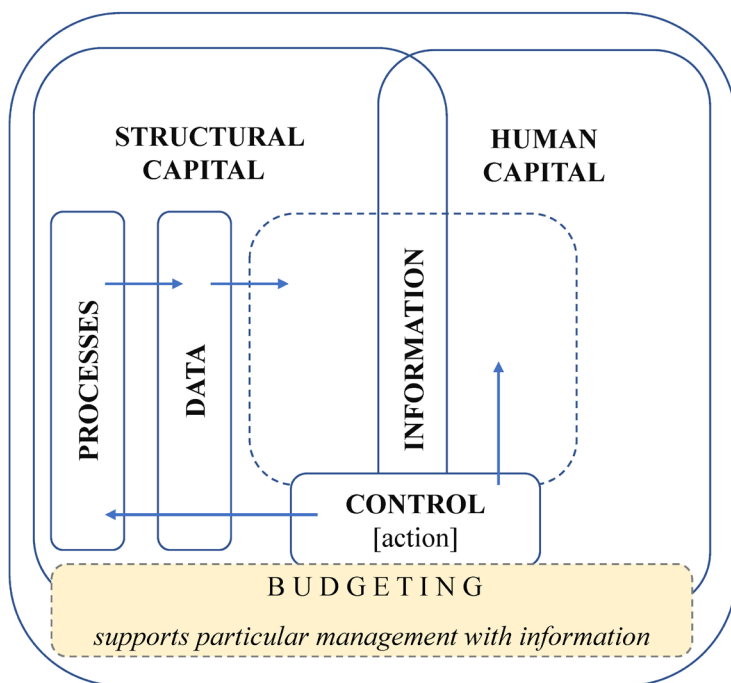 STRUCTURAL
CAPITAL
HUMAN
CAPITAL
PROCESSES
DATA
INFORMATION
CONTROL
[action]
BUDGETING
supports particular management with information